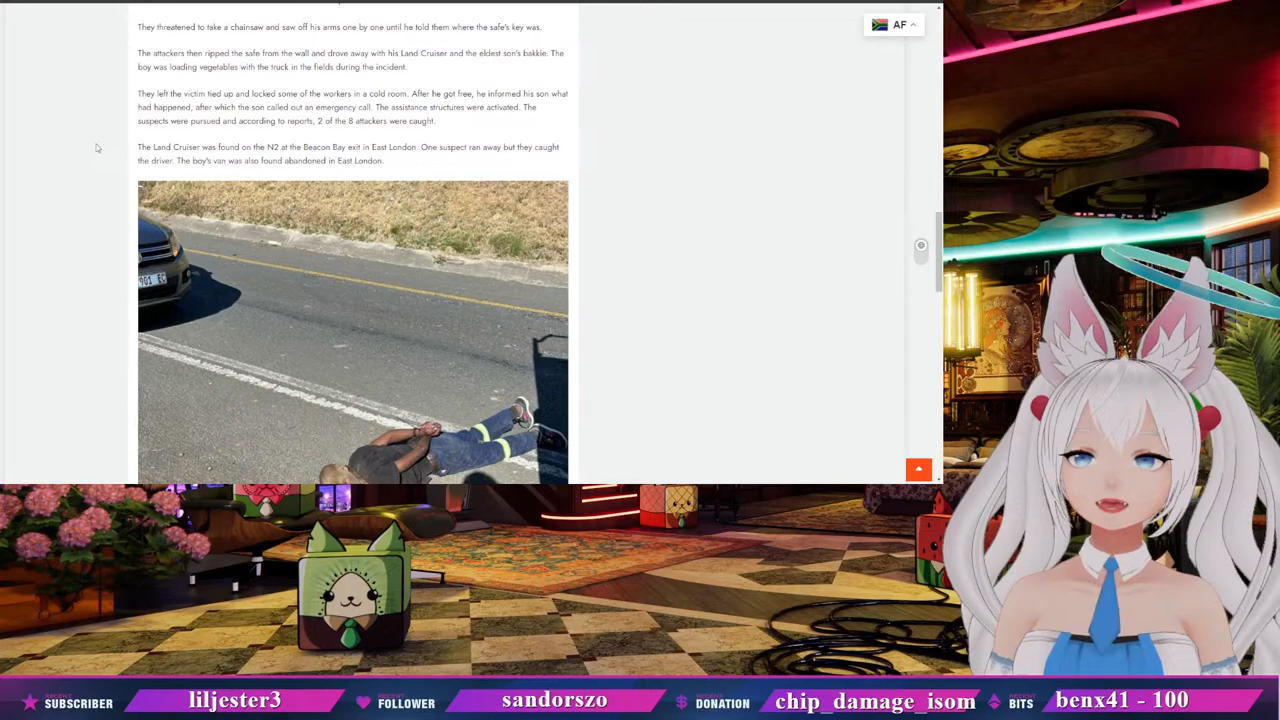 They threatened to take a chainsaw and saw off his arms one by one until he told them where the safe's key was.
AF
The attackers then ripped the safe from the wall and drove away with his Land Cruiser and the eldest son's bakkie. The
boy was loading vegetables with the truck in the fields during the incident.
They left the victim tied up and locked some of the workers in a cold room. After he got free, he informed his son what
had happened, after which the son called out an emergency call. The assistance structures were activated. The
suspects were pursued and according to reports, 2 of the 8 attackers were caught.
The Land Cruiser was found on the N2 at the Beacon Bay exit in East London. One suspect ran away but they caught
the driver. The boy's van was also found abandoned in East London.
901 EC
RECENT
SUBSCRIBER
liljester3
RECENT
FOLLOWER
sandorszo
RECENT
DONATION
chip_damage_isom
RECENT
BITS
benx41 - 100